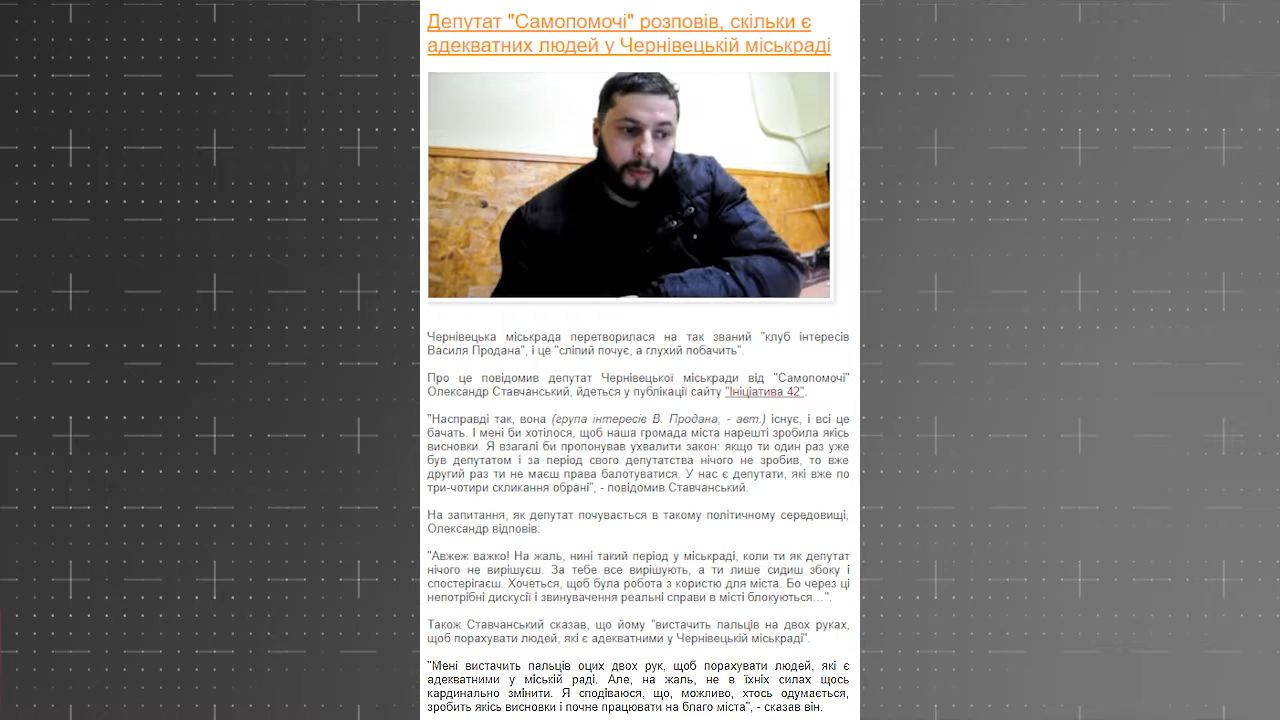 Депутат "Самопомочі" розповів, скільки є
адекватних людей у Чернівецькій міськраді
Чернівецька міськрада перетворилася на так званий "клуб інтересів
Василя Продана", і це "сліпий почує, а глухий побачить".
Про це повідомив депутат Чернівецької міськради від "Самопомочі"
Олександр Ставчанський, йдеться у публікації сайту "Ініціатива 42".
"Насправді так, вона (група інтересів В. Продана, - авт.) існує, і всі це
бачать. І мені би хотілося, щоб наша громада міста нарешті зробила якісь
висновки. Я взагалі би пропонував ухвалити закон: якщо ти один раз уже
був депутатом і за період свого депутатства нічого не зробив, то вже
другий раз ти не маєш права балотуватися. У нас є депутати, які вже по
три-чотири скликання обрані", - повідомив Ставчанський.
На запитання, як депутат почувається в такому політичному середовищі,
Олександр відповів:
"Авжеж важко! На жаль, нині такий період у міськраді, коли ти як депутат
нічого не вирішуєш. За тебе все вирішують, а ти лише сидиш збоку і
спостерігаєш. Хочеться, щоб була робота з користю для міста. Бо через ці
непотрібні дискусії і звинувачення реальні справи в місті блокуються...".
Також Ставчанський сказав, що йому "вистачить пальців на двох руках,
щоб порахувати людей, які є адекватними у Чернівецькій міськраді".
"Мені вистачить пальців оцих двох рук, щоб порахувати людей, які є
адекватними у міській раді. Але, на жаль, не в їхніх силах щось
кардинально змінити. Я сподіваюся, що, можливо, хтось одумається,
зробить якісь висновки і почне працювати на благо міста", - сказав він.